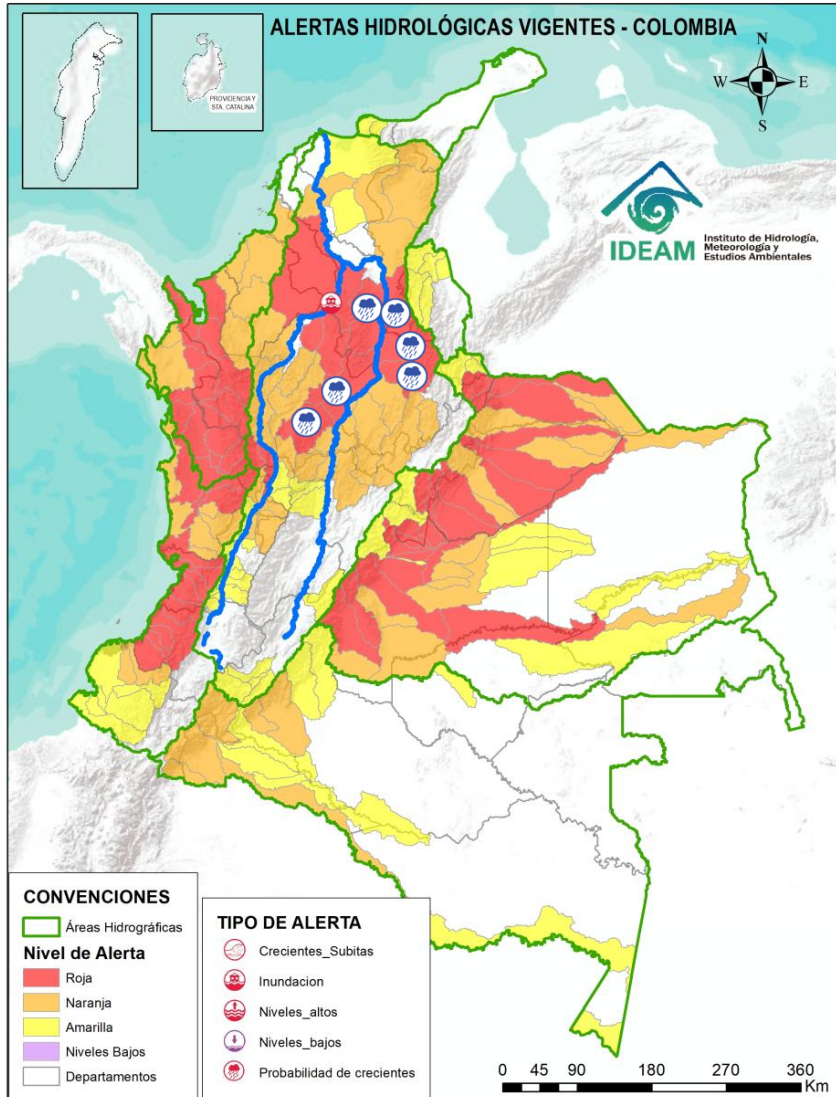 ALERTAS HIDROLÓGICAS VIGENTES - COLOMBIA
PROVIDENCIA Y
STA. CATALINA
N
W
E
S
IDEAM
Instituto de Hidrología,
Meteorología y
Estudios Ambientales
CONVENCIONES
Áreas Hidrográficas
Nivel de Alerta
Roja
Naranja
Amarilla
Niveles Bajos
Departamentos
TIPO DE ALERTA
Crecientes_Subitas
Inundacion
Niveles_altos
Niveles_bajos
Probabilidad de crecientes
0 45 90 180 270 360
Km